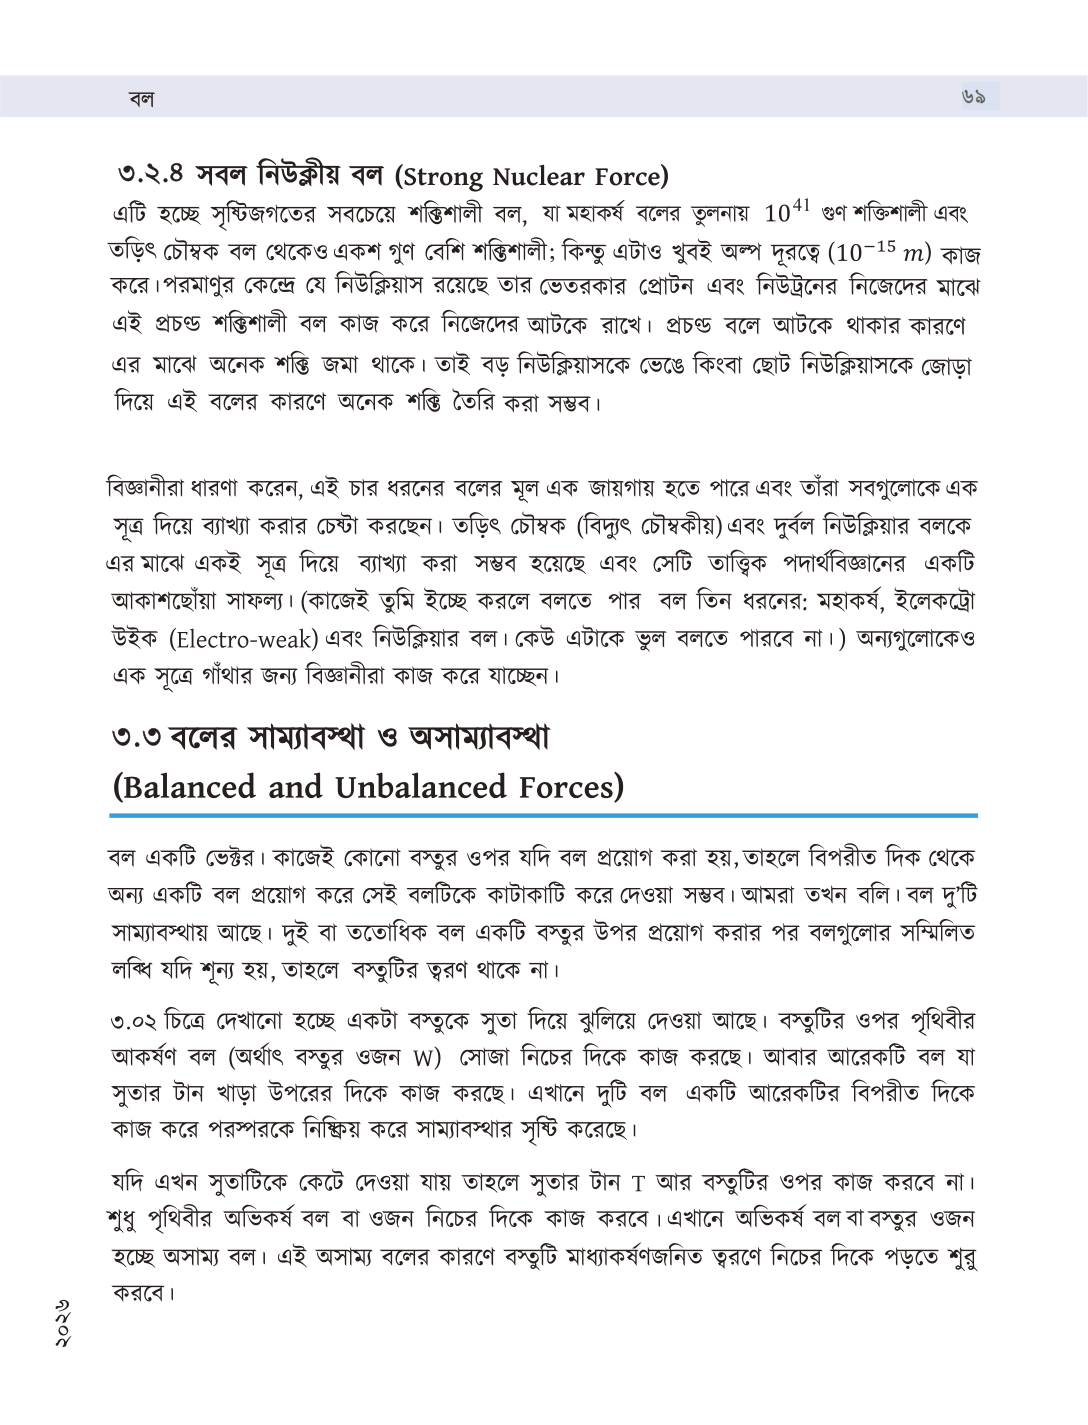 বল ৬৯
৩.২.৪ সবল নিউক্লীয় বল (Strong Nuclear Force)
এটি হচ্ছে সৃষ্টিজগতের সবচেয়ে শক্তিশালী বল, যা মহাকর্ষ বলের তুলনায় 10⁴¹ গুণ শক্তিশালী এবং
তড়িৎ চৌম্বক বল থেকেও একশ গুণ বেশি শক্তিশালী; কিন্তু এটাও খুবই অল্প দূরত্বে (10⁻¹⁵ m) কাজ
করে। পরমাণুর কেন্দ্রে যে নিউক্লিয়াস রয়েছে তার ভেতরকার প্রোটন এবং নিউট্রনের নিজেদের মাঝে
এই প্রচণ্ড শক্তিশালী বল কাজ করে নিজেদের আটকে রাখে। প্রচণ্ড বলে আটকে থাকার কারণে
এর মাঝে অনেক শক্তি জমা থাকে। তাই বড় নিউক্লিয়াসকে ভেঙে কিংবা ছোট নিউক্লিয়াসকে জোড়া
দিয়ে এই বলের কারণে অনেক শক্তি তৈরি করা সম্ভব।
বিজ্ঞানীরা ধারণা করেন, এই চার ধরনের বলের মূল এক জায়গায় হতে পারে এবং তাঁরা সবগুলোকে এক
সূত্র দিয়ে ব্যাখ্যা করার চেষ্টা করছেন। তড়িৎ চৌম্বক (বিদ্যুৎ চৌম্বকীয়) এবং দুর্বল নিউক্লিয়ার বলকে
এর মাঝে একই সূত্র দিয়ে ব্যাখ্যা করা সম্ভব হয়েছে এবং সেটি তাত্ত্বিক পদার্থবিজ্ঞানের একটি
আকাশছোঁয়া সাফল্য। (কাজেই তুমি ইচ্ছে করলে বলতে পার বল তিন ধরনের: মহাকর্ষ, ইলেকট্রো
উইক (Electro-weak) এবং নিউক্লিয়ার বল। কেউ এটাকে ভুল বলতে পারবে না।) অন্যগুলোকেও
এক সূত্রে গাঁথার জন্য বিজ্ঞানীরা কাজ করে যাচ্ছেন।
৩.৩ বলের সাম্যাবস্থা ও অসাম্যাবস্থা
(Balanced and Unbalanced Forces)
বল একটি ভেক্টর। কাজেই কোনো বস্তুর ওপর যদি বল প্রয়োগ করা হয়, তাহলে বিপরীত দিক থেকে
অন্য একটি বল প্রয়োগ করে সেই বলটিকে কাটাকাটি করে দেওয়া সম্ভব। আমরা তখন বলি। বল দু’টি
সাম্যাবস্থায় আছে। দুই বা ততোধিক বল একটি বস্তুর উপর প্রয়োগ করার পর বলগুলোর সম্মিলিত
লব্ধি যদি শূন্য হয়, তাহলে বস্তুটির ত্বরণ থাকে না।
৩.০২ চিত্রে দেখানো হচ্ছে একটা বস্তুকে সুতা দিয়ে ঝুলিয়ে দেওয়া আছে। বস্তুটির ওপর পৃথিবীর
আকর্ষণ বল (অর্থাৎ বস্তুর ওজন W) সোজা নিচের দিকে কাজ করছে। আবার আরেকটি বল যা
সুতার টান খাড়া উপরের দিকে কাজ করছে। এখানে দুটি বল একটি আরেকটির বিপরীত দিকে
কাজ করে পরস্পরকে নিষ্ক্রিয় করে সাম্যাবস্থার সৃষ্টি করেছে।
যদি এখন সুতাটিকে কেটে দেওয়া যায় তাহলে সুতার টান T আর বস্তুটির ওপর কাজ করবে না।
শুধু পৃথিবীর অভিকর্ষ বল বা ওজন নিচের দিকে কাজ করবে। এখানে অভিকর্ষ বল বা বস্তুর ওজন
হচ্ছে অসাম্য বল। এই অসাম্য বলের কারণে বস্তুটি মাধ্যাকর্ষণজনিত ত্বরণে নিচের দিকে পড়তে শুরু
করবে।
২০২৬